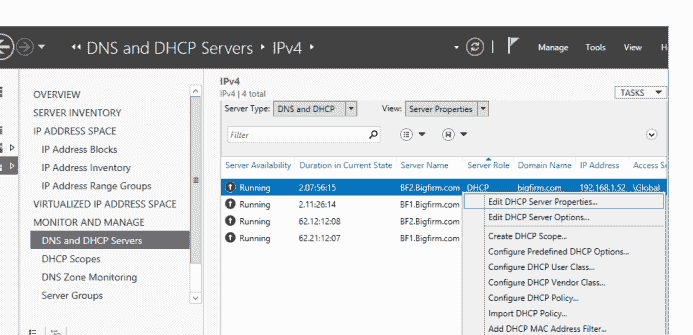 DNS and DHCP Servers IPv4 Manage Tools View H
IPv4
IPv4 | 4 total TASKS
Server Type: DNS and DHCP View: Server Properties
Filter
OVERVIEW
SERVER INVENTORY
IP ADDRESS SPACE
IP Address Blocks
IP Address Inventory
IP Address Range Groups
VIRTUALIZED IP ADDRESS SPACE
MONITOR AND MANAGE
DNS and DHCP Servers
DHCP Scopes
DNS Zone Monitoring
Server Groups
Server Availability Duration in Current State Server Name Server Role Domain Name IP Address Access S
Running 2.07:56:15 BF2.Bigfirm.com DHCP bigfirm.com 192.168.1.52 \Global
Running 2.11:26:14 BF1.Bigfirm.com
Running 62.12:12:08 BF2.Bigfirm.com
Running 62.21:12:07 BF1.Bigfirm.com
Edit DHCP Server Properties...
Edit DHCP Server Options...
Create DHCP Scope...
Configure Predefined DHCP Options...
Configure DHCP User Class...
Configure DHCP Vendor Class...
Configure DHCP Policy...
Import DHCP Policy...
Add DHCP MAC Address Filter...